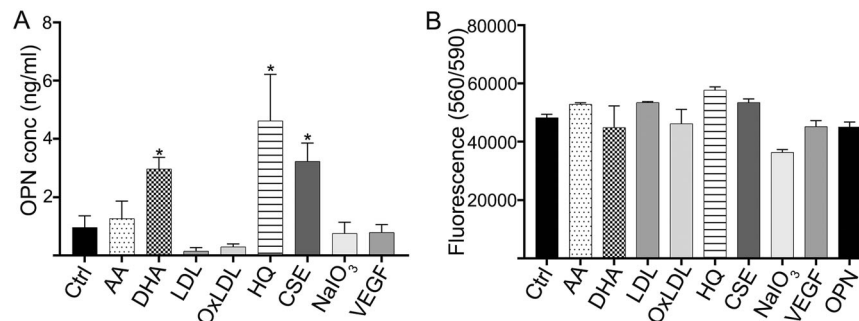 A
OPN conc (ng/ml)
8
6
4
2
*
*
*
Ctrl
AA
DHA
LDL
OxLDL
HQ
CSE
NaIO3
VEGF
B
Fluorescence (560/590)
80000
60000
40000
20000
Ctrl
AA
DHA
LDL
OxLDL
HQ
CSE
NaIO3
VEGF
OPN